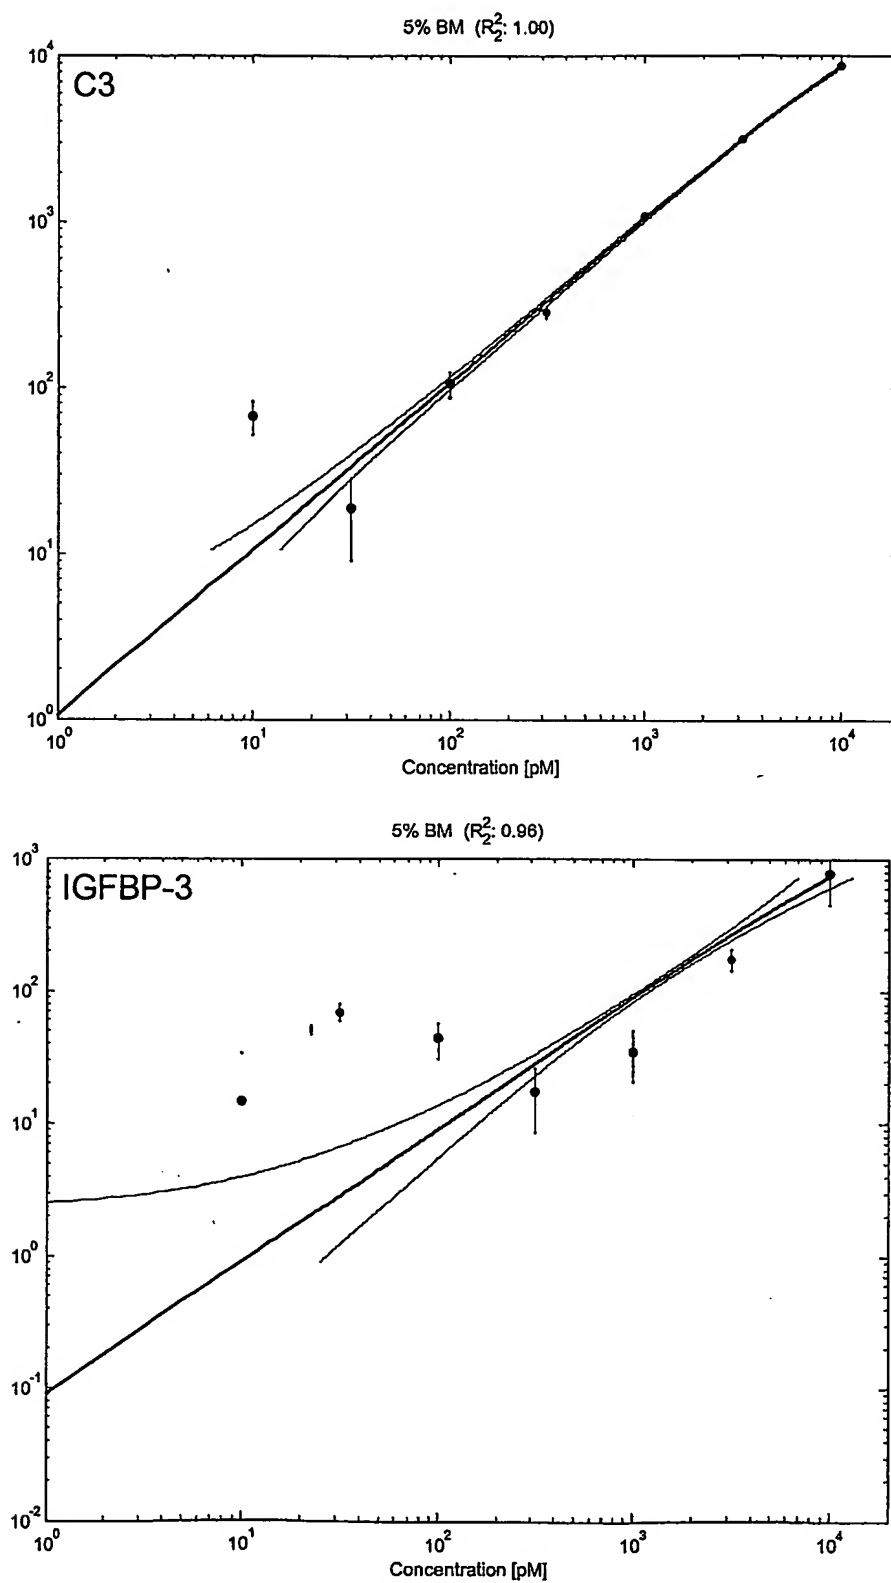 5% BM (R₂²: 1.00)
C3
10⁴
10³
10²
10¹
10⁰
10⁰ 10¹ 10² 10³ 10⁴
Concentration [pM]
5% BM (R₂²: 0.96)
IGFBP-3
10³
10²
10¹
10⁰
10⁻¹
10⁻²
10⁰ 10¹ 10² 10³ 10⁴
Concentration [pM]